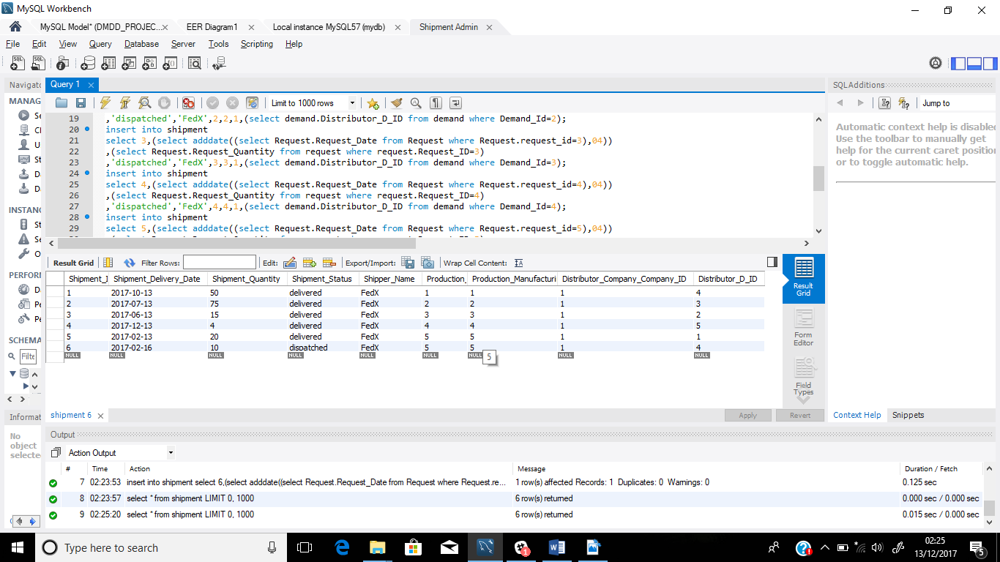 MySQL Workbench
MySQL Model* (DMDD_PROJEC... EER Diagram1 Local instance MySQL57 (mydb) Shipment Admin
File Edit View Query Database Server Tools Scripting Help
Navigato Query 1 SQLAdditions
MANAG Limit to 1000 rows Jump to
19 ,'dispatched','FedX',2,2,1,(select demand.Distributor_D_ID from demand where Demand_Id=2);
20 insert into shipment
21 select 3,(select adddate((select Request.Request_Date from Request where Request.request_id=3),04))
22 ,(select Request.Request_Quantity from request where request.Request_ID=3)
23 ,'dispatched','FedX',3,3,1,(select demand.Distributor_D_ID from demand where Demand_Id=3);
24 insert into shipment
25 select 4,(select adddate((select Request.Request_Date from Request where Request.request_id=4),04))
26 ,(select Request.Request_Quantity from request where request.Request_ID=4)
27 ,'dispatched','FedX',4,4,1,(select demand.Distributor_D_ID from demand where Demand_Id=4);
28 insert into shipment
29 select 5,(select adddate((select Request.Request_Date from Request where Request.request_id=5),04))
Se
Cl
U
St
Da
Da
INSTANC
St
Se
O
PERFORM
Da
Pe
Pe
SCHEMA
Filte
Automatic context help is disabled
Use the toolbar to manually get
help for the current caret position
or to toggle automatic help.
Result Grid Filter Rows: Edit: Export/Import: Wrap Cell Content:
Shipment_I Shipment_Delivery_Date Shipment_Quantity Shipment_Status Shipper_Name Production_ Production_Manufacturi Distributor_Company_Company_ID Distributor_D_ID
1 2017-10-13 50 delivered FedX 1 1 1 4
2 2017-07-13 75 delivered FedX 2 2 1 3
3 2017-06-13 15 delivered FedX 3 3 1 2
4 2017-12-13 4 delivered FedX 4 4 1 5
5 2017-02-13 20 delivered FedX 5 5 1 1
6 2017-02-16 10 dispatched FedX 5 5 1 4
NULL NULL NULL NULL NULL NULL NULL NULL NULL
5
Result
Grid
Form
Editor
Field
Types
shipment 6 Apply Revert Context Help Snippets
Informat
No
object
selecte
Output
Action Output
# Time Action Message Duration / Fetch
7 02:23:53 insert into shipment select 6,(select adddate((select Request.Request_Date from Request where Request.re... 1 row(s) affected Records: 1 Duplicates: 0 Warnings: 0 0.125 sec
8 02:23:57 select * from shipment LIMIT 0, 1000 6 row(s) returned 0.000 sec / 0.000 sec
9 02:25:20 select * from shipment LIMIT 0, 1000 6 row(s) returned 0.015 sec / 0.000 sec
Type here to search
02:25
13/12/2017
5